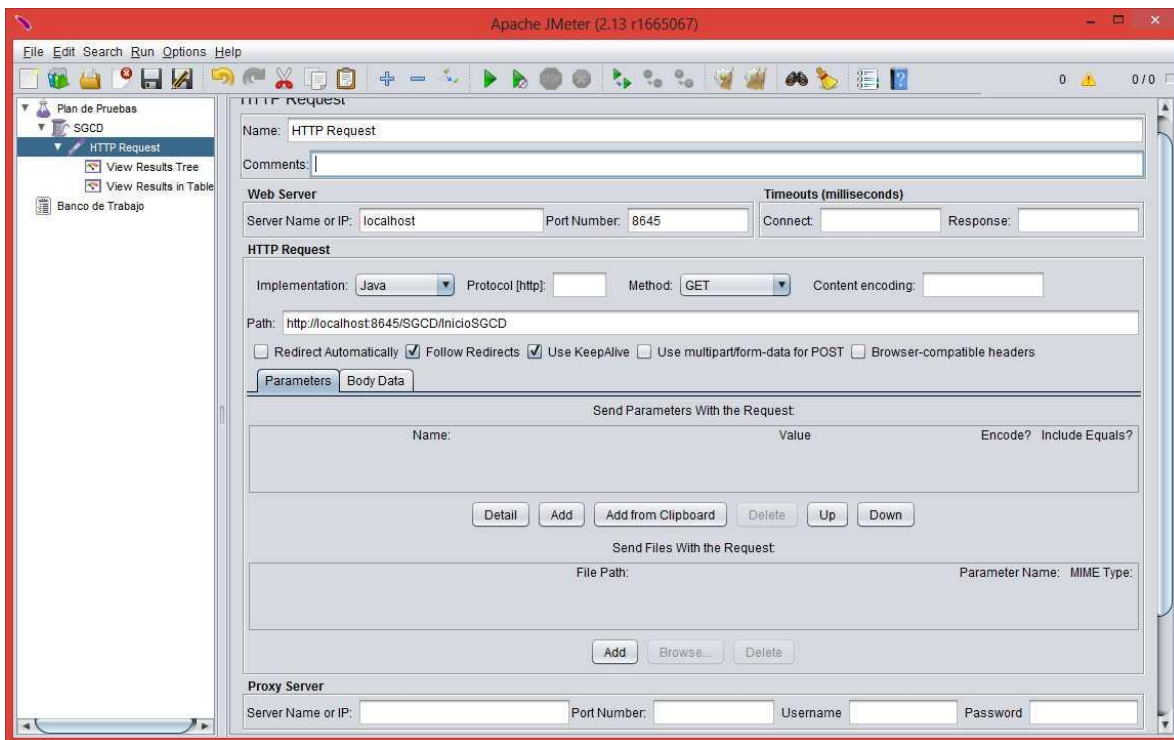 Apache JMeter (2.13 r1665067)
File Edit Search Run Options Help
0 0 / 0
Plan de Pruebas
SGCD
HTTP Request
View Results Tree
View Results in Table
Banco de Trabajo
HTTP Request
Name: HTTP Request
Comments:
Web Server Timeouts (milliseconds)
Server Name or IP: localhost Port Number: 8645 Connect: Response:
HTTP Request
Implementation: Java Protocol [http]: Method: GET Content encoding:
Path: http://localhost:8645/SGCD/InicioSGCD
Redirect Automatically Follow Redirects Use KeepAlive Use multipart/form-data for POST Browser-compatible headers
Parameters Body Data
Send Parameters With the Request:
Name: Value Encode? Include Equals?
Detail Add Add from Clipboard Delete Up Down
Send Files With the Request:
File Path: Parameter Name: MIME Type:
Add Browse... Delete
Proxy Server
Server Name or IP: Port Number: Username Password